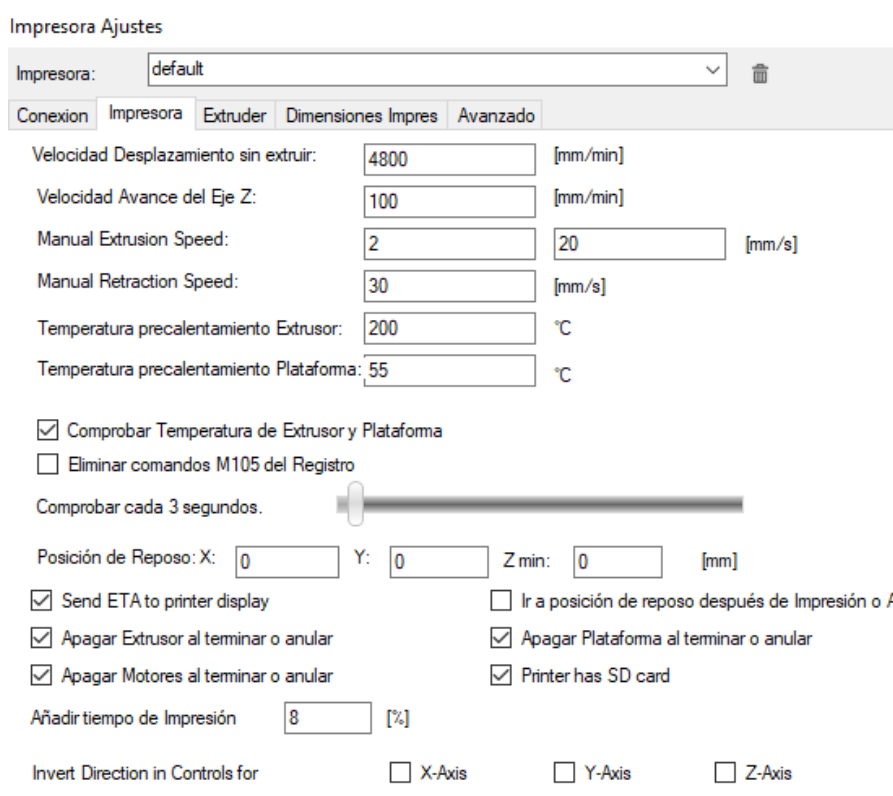 Impresora Ajustes
Impresora: default
Conexion Impresora Extruder Dimensiones Impres Avanzado
Velocidad Desplazamiento sin extruir: 4800 [mm/min]
Velocidad Avance del Eje Z: 100 [mm/min]
Manual Extrusion Speed: 2 20 [mm/s]
Manual Retraction Speed: 30 [mm/s]
Temperatura precalentamiento Extrusor: 200 °C
Temperatura precalentamiento Plataforma: 55 °C
Comprobar Temperatura de Extrusor y Plataforma
Eliminar comandos M105 del Registro
Comprobar cada 3 segundos.
Posición de Reposo: X: 0 Y: 0 Z min: 0 [mm]
Send ETA to printer display Ir a posición de reposo después de Impresión o A
Apagar Extrusor al terminar o anular Apagar Plataforma al terminar o anular
Apagar Motores al terminar o anular Printer has SD card
Añadir tiempo de Impresión 8 [%]
Invert Direction in Controls for X-Axis Y-Axis Z-Axis